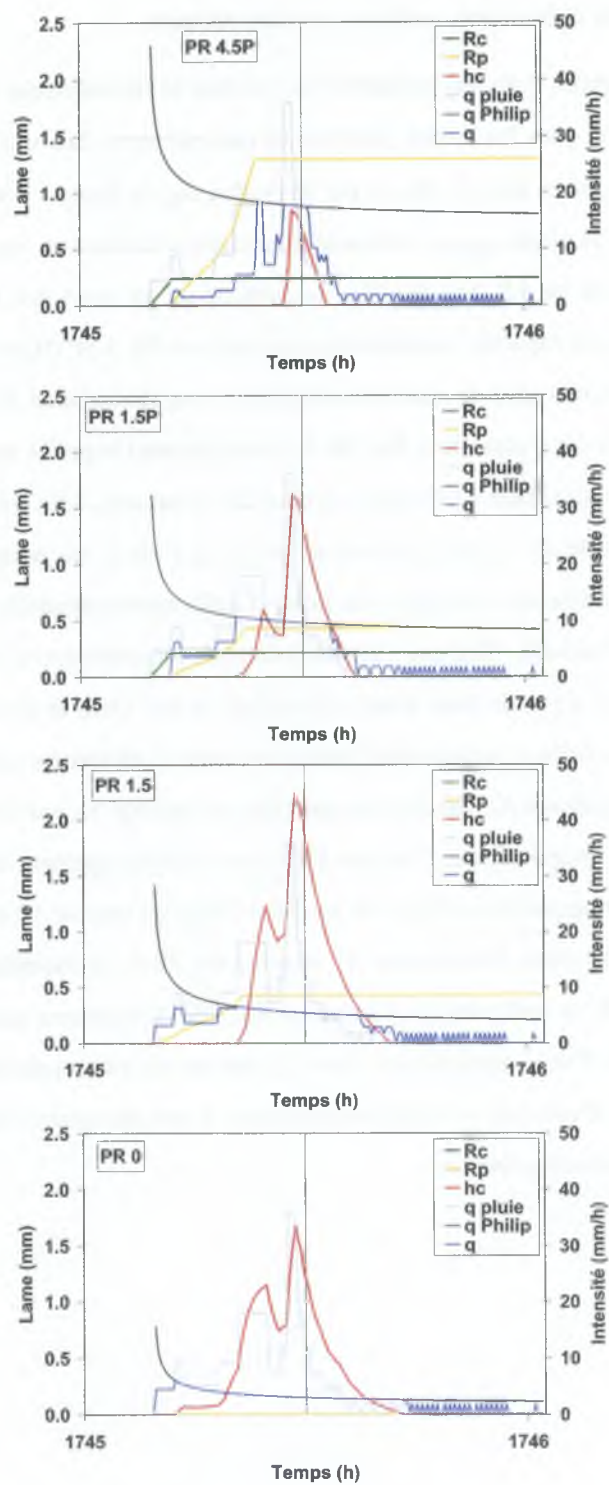 PR 4.5P
Lame (mm)
2.5
2.0
1.5
1.0
0.5
0.0
Rc
Rp
hc
q pluie
q Philip
q
50
40
30
20
10
0
Intensité (mm/h)
1745
1746
Temps (h)
PR 1.5P
Lame (mm)
2.5
2.0
1.5
1.0
0.5
0.0
Rc
Rp
hc
q pluie
q Philip
q
50
40
30
20
10
0
Intensité (mm/h)
1745
1746
Temps (h)
PR 1.5
Lame (mm)
2.5
2.0
1.5
1.0
0.5
0.0
Rc
Rp
hc
q pluie
q Philip
q
50
40
30
20
10
0
Intensité (mm/h)
1745
1746
Temps (h)
PR 0
Lame (mm)
2.5
2.0
1.5
1.0
0.5
0.0
Rc
Rp
hc
q pluie
q Philip
q
50
40
30
20
10
0
Intensité (mm/h)
1745
1746
Temps (h)